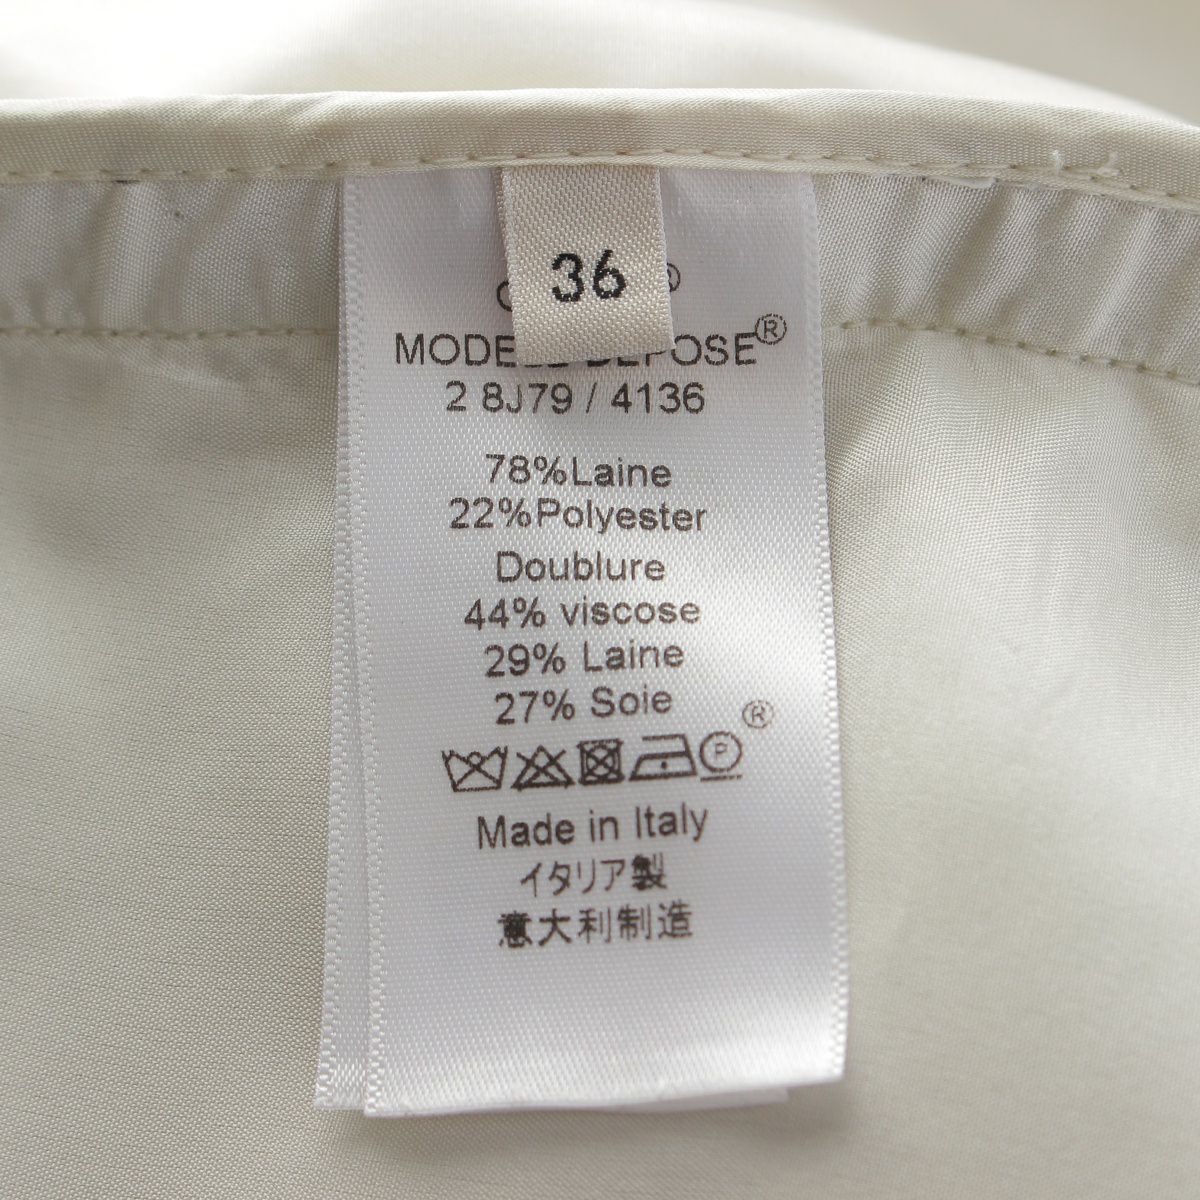 36
®
MODE DEPOSE®
2 8J79 / 4136
78%Laine
22%Polyester
Doublure
44% viscose
29% Laine
27% Soie
®
P
Made in Italy
イタリア製
意大利制造